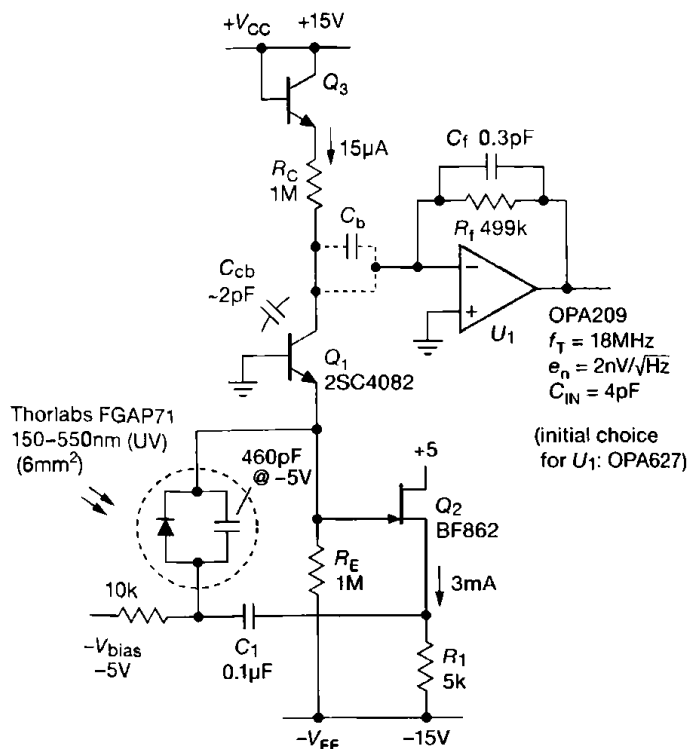 +VCC +15V
Q3
15µA
RC
1M
Cb
Cf 0.3pF
Rf 499k
Ccb
~2pF
−
+
U1
OPA209
fT = 18MHz
en = 2nV/√Hz
CIN = 4pF
(initial choice
for U1: OPA627)
Q1
2SC4082
Thorlabs FGAP71
150–550nm (UV)
(6mm²)
460pF
@ −5V
+5
Q2
BF862
RE
1M
3mA
10k
−Vbias
−5V
C1
0.1µF
R1
5k
−VEE −15V